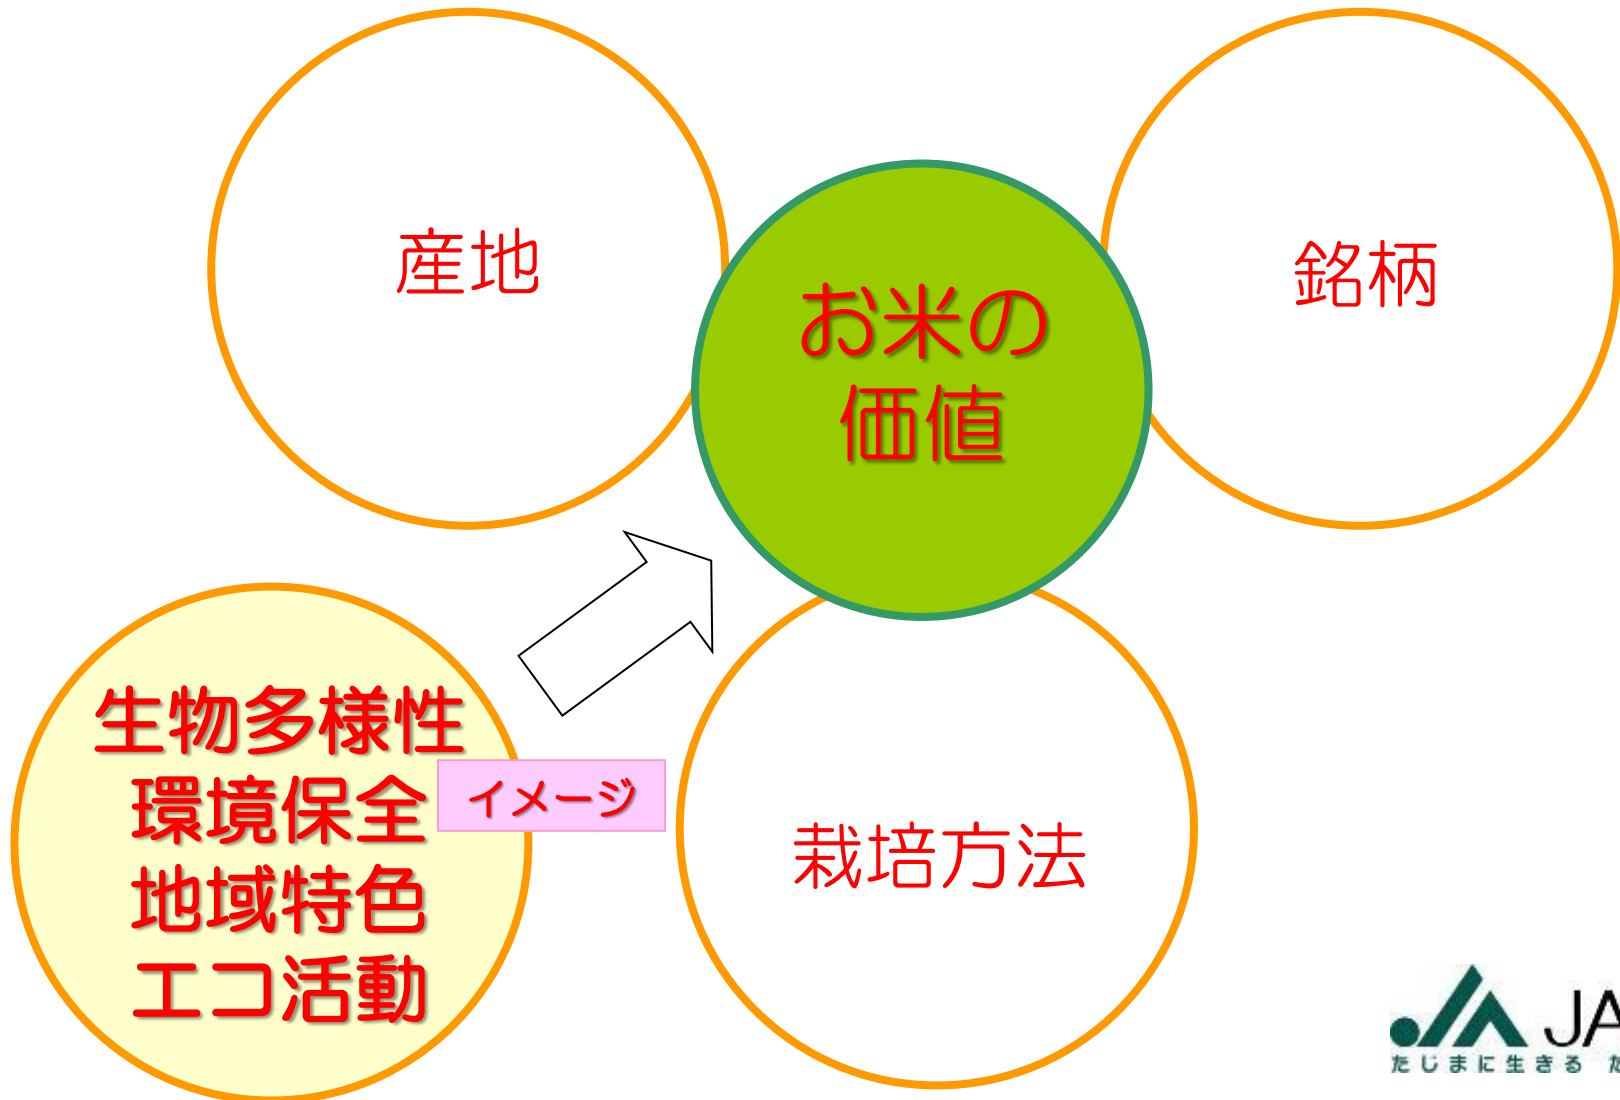 産地
銘柄
お米の
価値
生物多様性
環境保全
地域特色
エコ活動
イメージ
栽培方法
JA
たじまに生きる